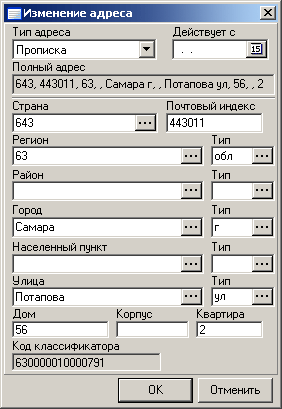 Изменение адреса
Тип адреса Действует с
Прописка . . 15
Полный адрес
643, 443011, 63, , Самара г, , Потапова ул, 56, , 2
Страна Почтовый индекс
643 ... 443011
Регион Тип
63 ... обл ...
Район Тип
... ...
Город Тип
Самара ... г ...
Населенный пункт Тип
... ...
Улица Тип
Потапова ... ул ...
Дом Корпус Квартира
56 2
Код классификатора
630000010000791
OK Отменить